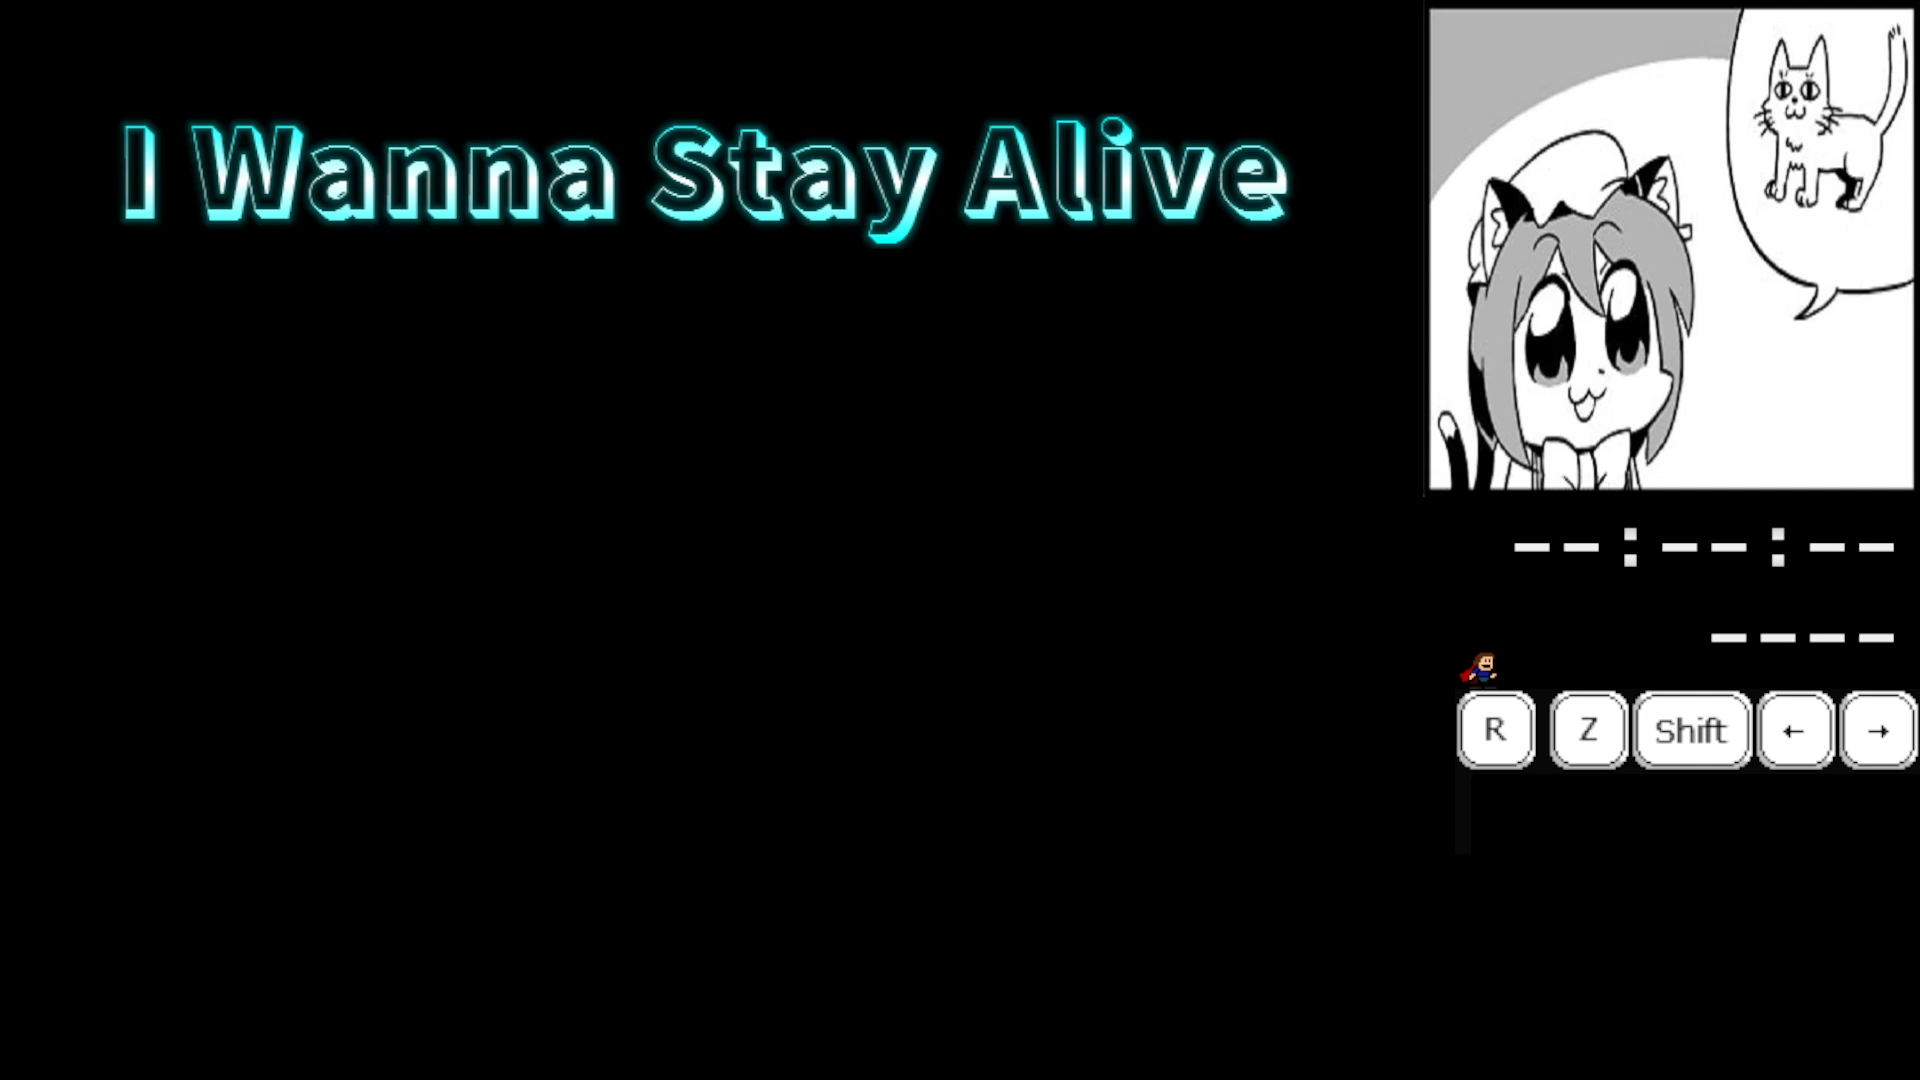 I Wanna Stay Alive
--:--:--
----
R Z Shift ← →